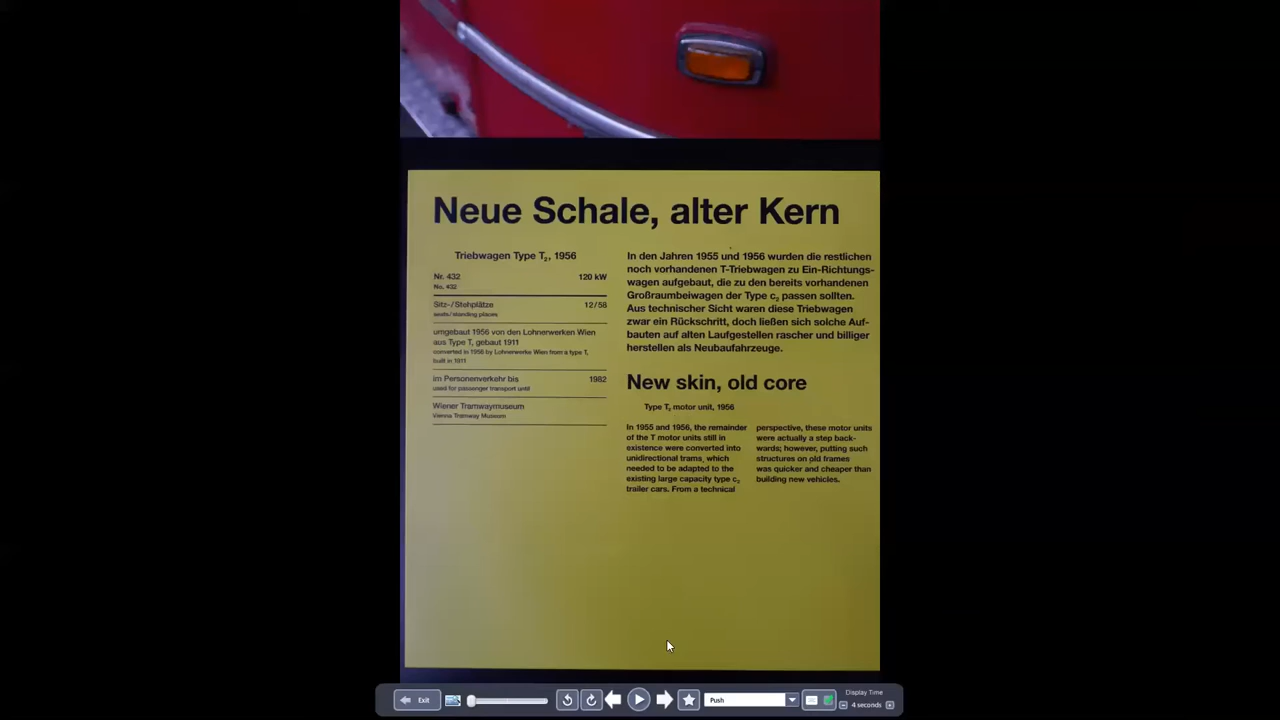 Neue Schale, alter Kern
Triebwagen Type T₂, 1956
Nr. 432 120 kW
No. 432
Sitz-/Stehplätze 12/58
seats/standing places
umgebaut 1956 von den Lohnerwerken Wien
aus Type T, gebaut 1911
converted in 1956 by Lohnerwerke Wien from a type T,
built in 1911
im Personenverkehr bis 1982
used for passenger transport until
Wiener Tramwaymuseum
Vienna Tramway Museum
In den Jahren 1955 und 1956 wurden die restlichen
noch vorhandenen T-Triebwagen zu Ein-Richtungs-
wagen aufgebaut, die zu den bereits vorhandenen
Großraumbeiwagen der Type c₂ passen sollten.
Aus technischer Sicht waren diese Triebwagen
zwar ein Rückschritt, doch ließen sich solche Auf-
bauten auf alten Laufgestellen rascher und billiger
herstellen als Neubaufahrzeuge.
New skin, old core
Type T₂ motor unit, 1956
In 1955 and 1956, the remainder
of the T motor units still in
existence were converted into
unidirectional trams, which
needed to be adapted to the
existing large capacity type c₂
trailer cars. From a technical
perspective, these motor units
were actually a step back-
wards; however, putting such
structures on old frames
was quicker and cheaper than
building new vehicles.
Exit
Push
Display Time
4 seconds